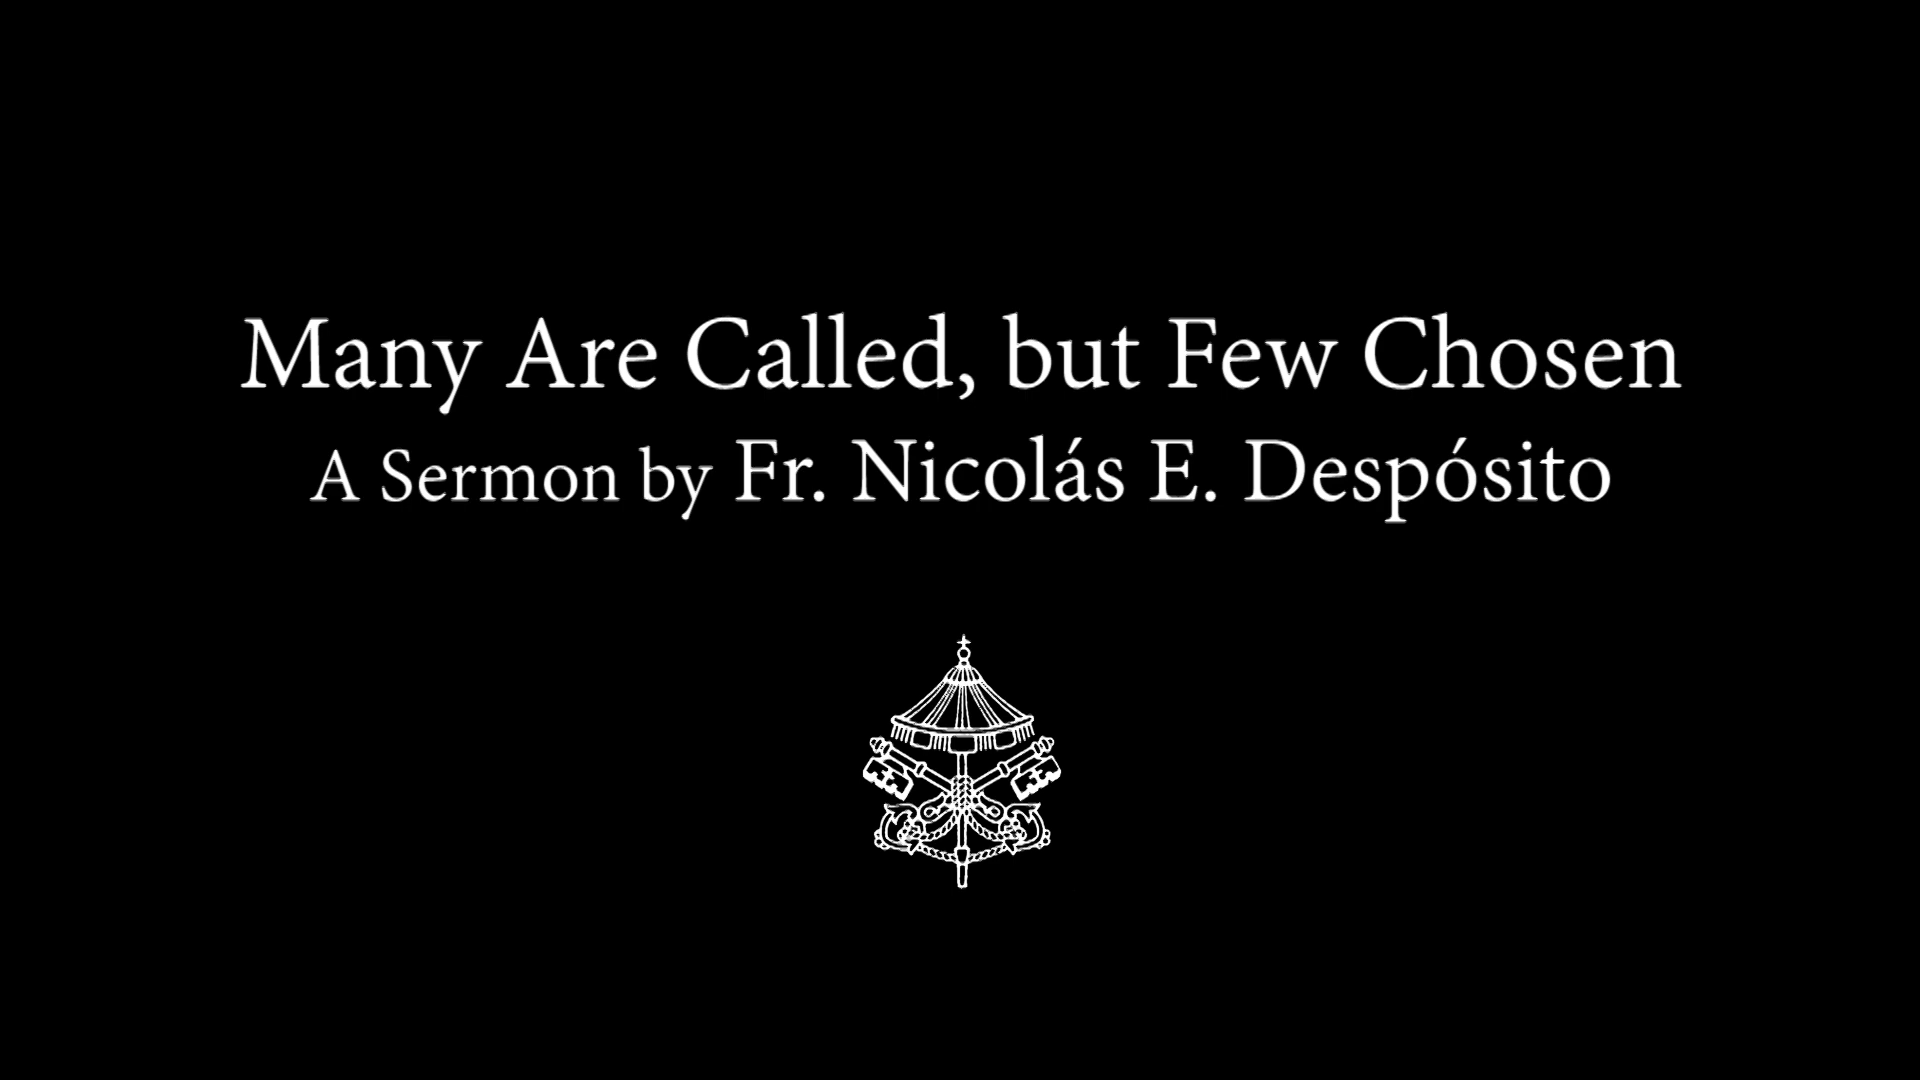 Many Are Called, but Few Chosen
A Sermon by Fr. Nicolás E. Despósito